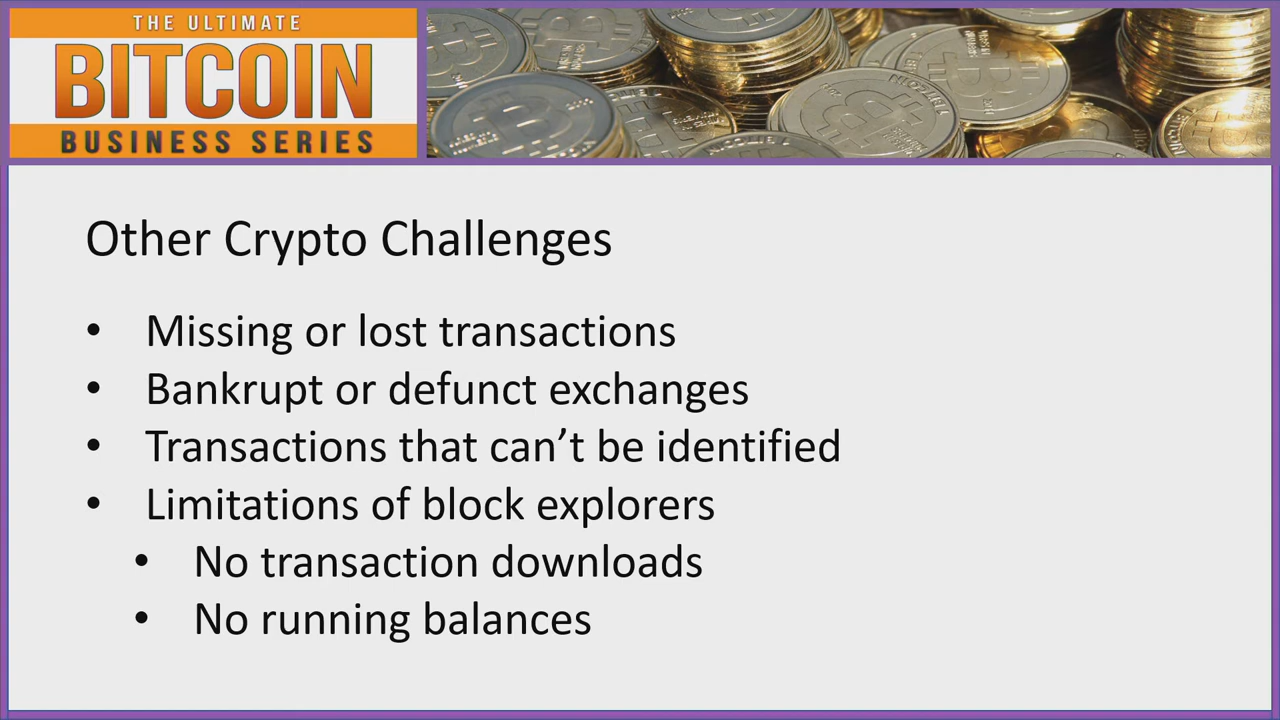 THE ULTIMATE
BITCOIN
BUSINESS SERIES
Other Crypto Challenges
• Missing or lost transactions
• Bankrupt or defunct exchanges
• Transactions that can’t be identified
• Limitations of block explorers
• No transaction downloads
• No running balances